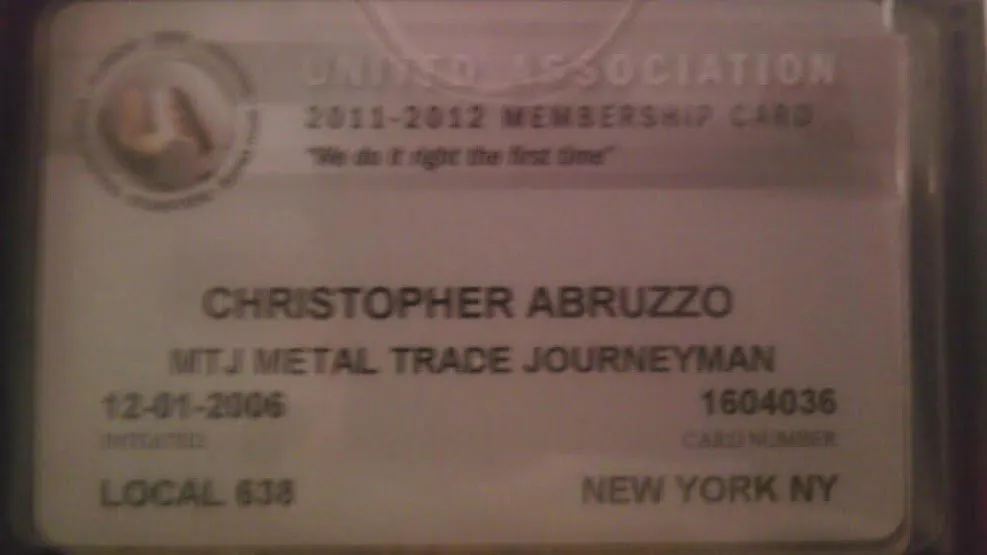 UNITED ASSOCIATION
2011-2012 MEMBERSHIP CARD
"We do it right the first time"
CHRISTOPHER ABRUZZO
MTJ METAL TRADE JOURNEYMAN
12-01-2006 1604036
INITIATED CARD NUMBER
LOCAL 638 NEW YORK NY